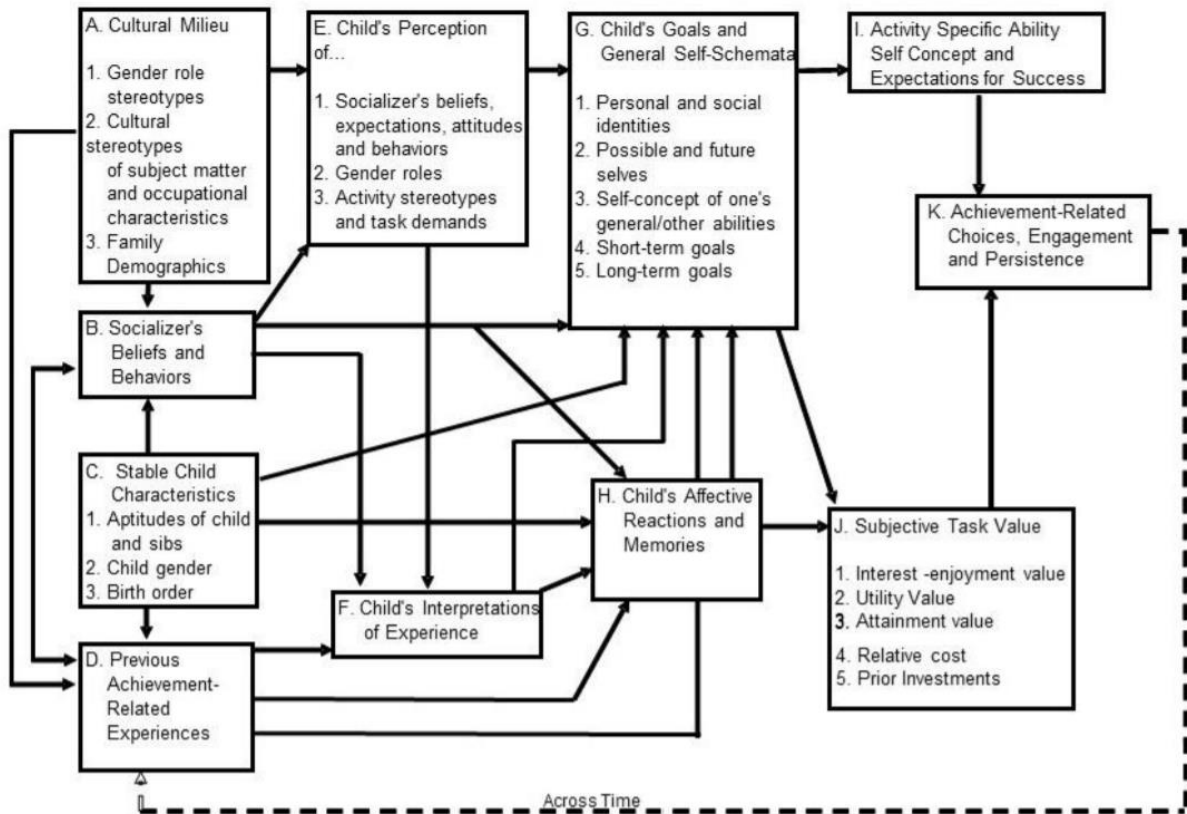 A. Cultural Milieu
1. Gender role
stereotypes
2. Cultural
stereotypes
of subject matter
and occupational
characteristics
3. Family
Demographics
B. Socializer's
Beliefs and
Behaviors
C. Stable Child
Characteristics
1. Aptitudes of child
and sibs
2. Child gender
3. Birth order
D. Previous
Achievement-
Related
Experiences
E. Child's Perception
of...
1. Socializer's beliefs,
expectations, attitudes
and behaviors
2. Gender roles
3. Activity stereotypes
and task demands
F. Child's Interpretations
of Experience
G. Child's Goals and
General Self-Schemata
1. Personal and social
identities
2. Possible and future
selves
3. Self-concept of one's
general/other abilities
4. Short-term goals
5. Long-term goals
H. Child's Affective
Reactions and
Memories
I. Activity Specific Ability
Self Concept and
Expectations for Success
J. Subjective Task Value
1. Interest -enjoyment value
2. Utility Value
3. Attainment value
4. Relative cost
5. Prior Investments
K. Achievement-Related
Choices, Engagement
and Persistence
Across Time